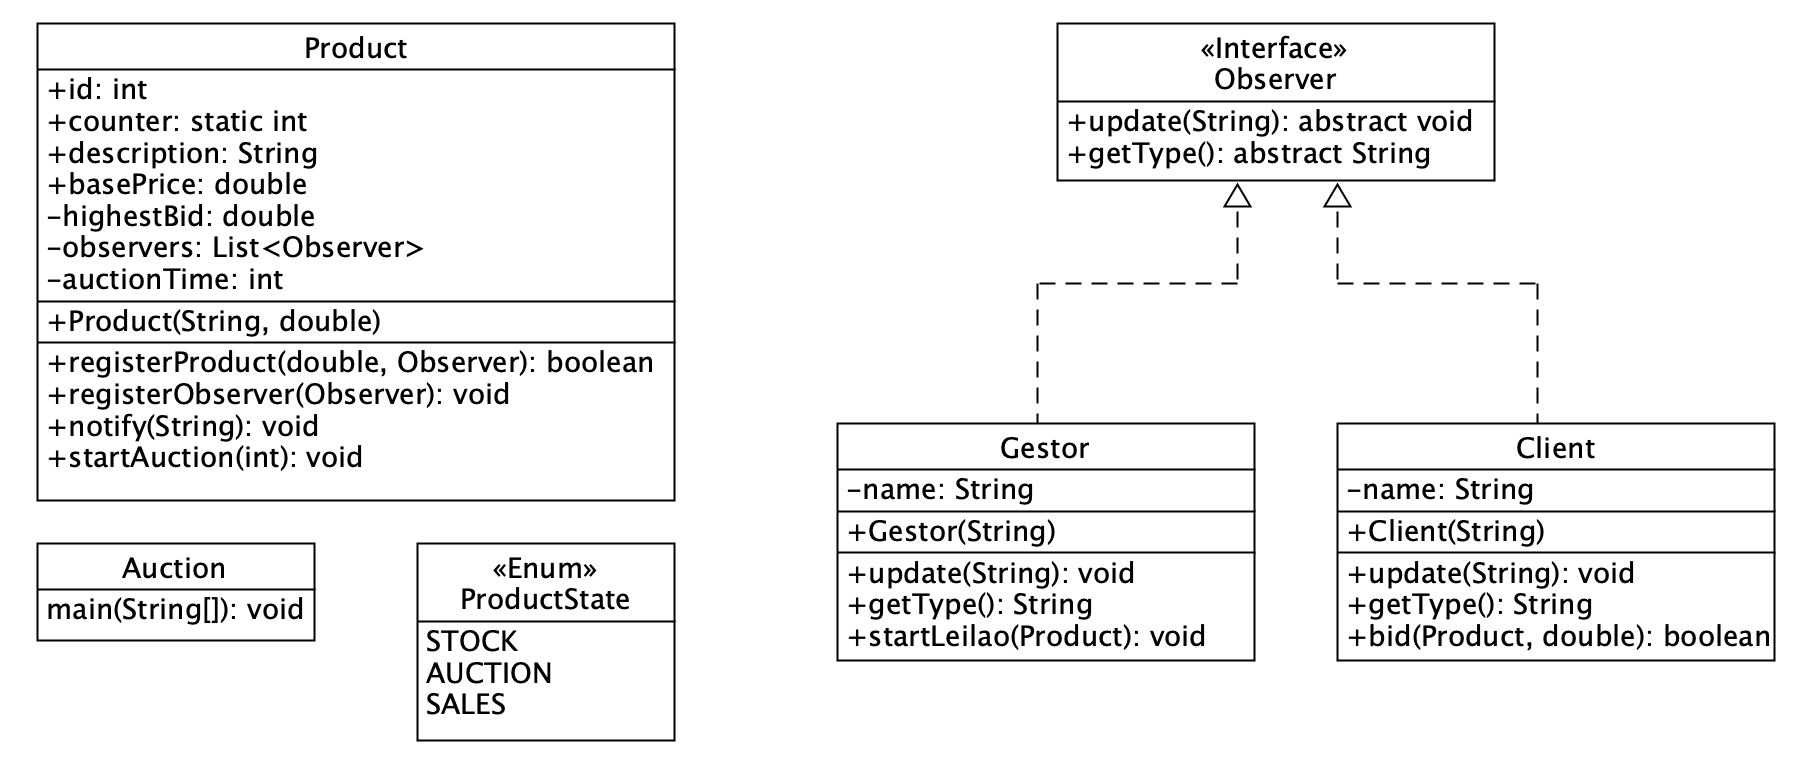 Product
+id: int
+counter: static int
+description: String
+basePrice: double
-highestBid: double
-observers: List<Observer>
-auctionTime: int
+Product(String, double)
+registerProduct(double, Observer): boolean
+registerObserver(Observer): void
+notify(String): void
+startAuction(int): void
«Interface»
Observer
+update(String): abstract void
+getType(): abstract String
Gestor
-name: String
+Gestor(String)
+update(String): void
+getType(): String
+startLeilao(Product): void
Client
-name: String
+Client(String)
+update(String): void
+getType(): String
+bid(Product, double): boolean
Auction
main(String[]): void
«Enum»
ProductState
STOCK
AUCTION
SALES